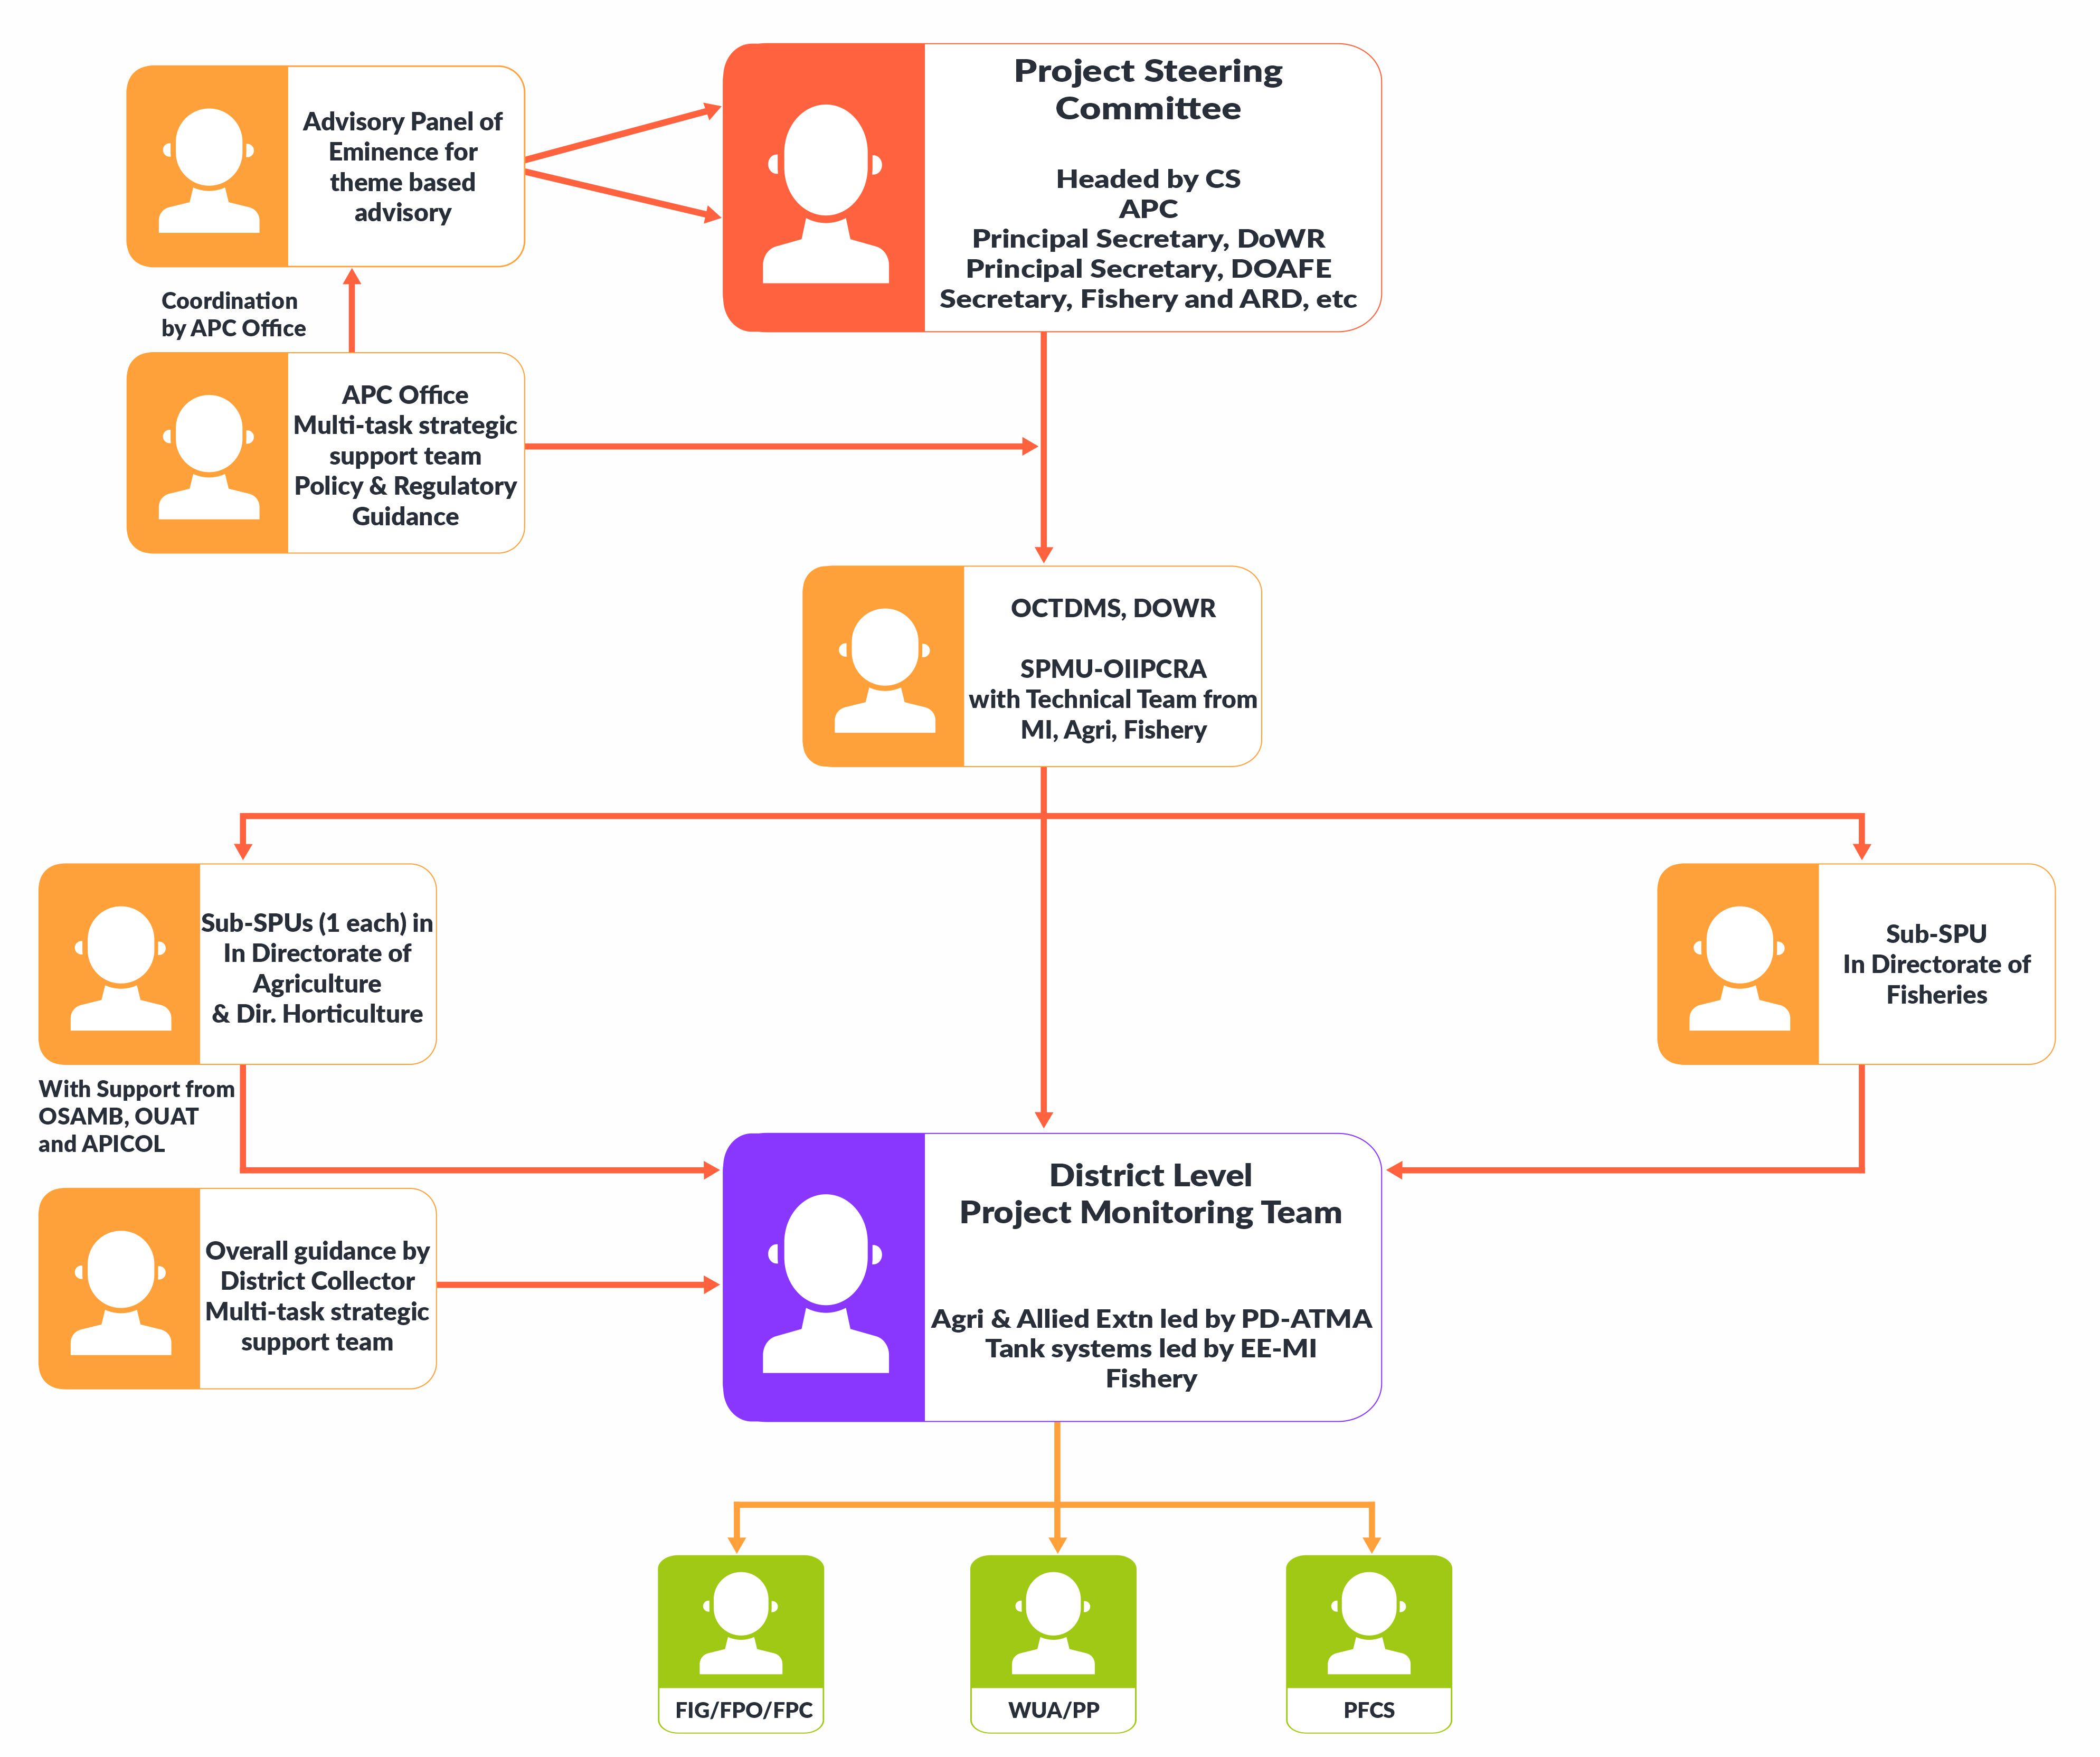 Advisory Panel of
Eminence for
theme based
advisory
Project Steering
Committee
Headed by CS
APC
Principal Secretary, DoWR
Principal Secretary, DOAFE
Secretary, Fishery and ARD, etc
Coordination
by APC Office
APC Office
Multi-task strategic
support team
Policy & Regulatory
Guidance
OCTDMS, DOWR
SPMU-OIIPCRA
with Technical Team from
MI, Agri, Fishery
Sub-SPUs (1 each) in
In Directorate of
Agriculture
& Dir. Horticulture
Sub-SPU
In Directorate of
Fisheries
With Support from
OSAMB, OUAT
and APICOL
District Level
Project Monitoring Team
Agri & Allied Extn led by PD-ATMA
Tank systems led by EE-MI
Fishery
Overall guidance by
District Collector
Multi-task strategic
support team
FIG/FPO/FPC
WUA/PP
PFCS